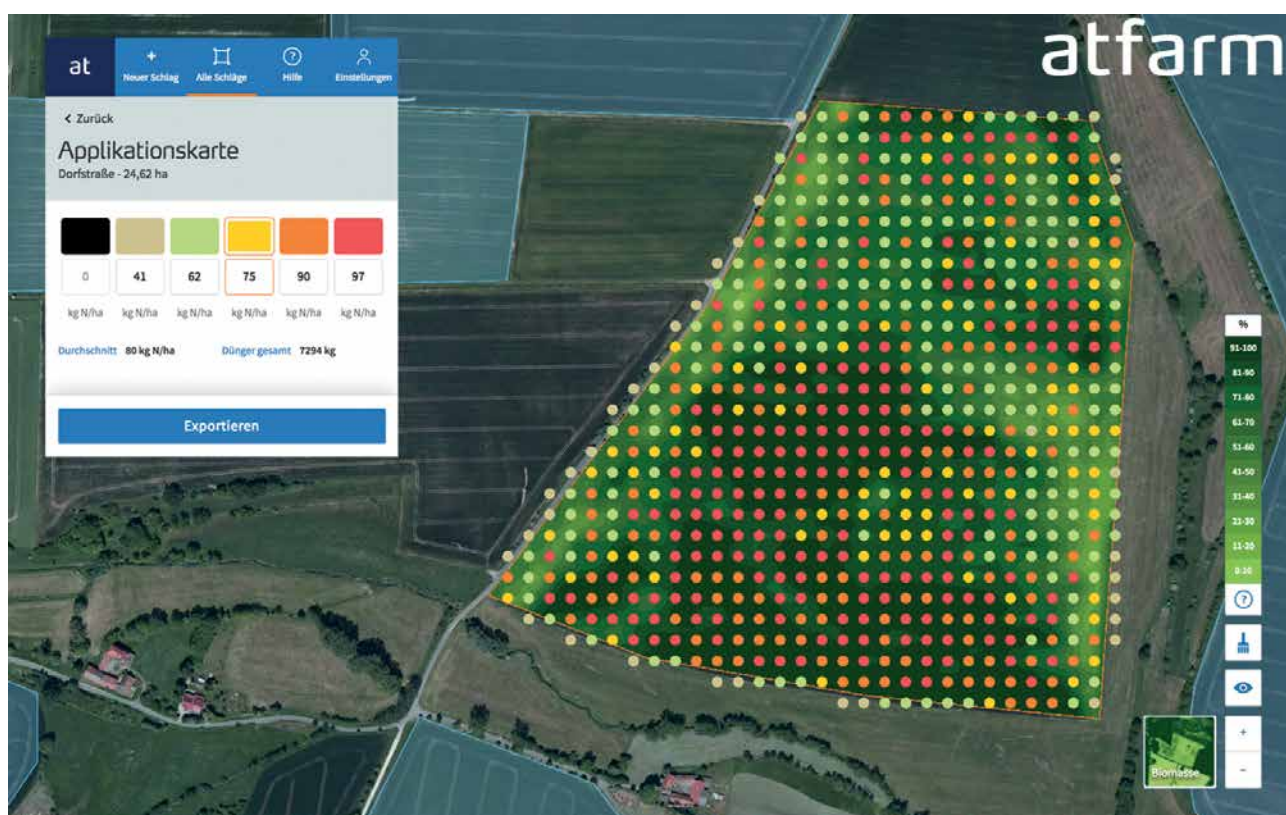 atfarm
at
+
Neuer Schlag
Alle Schläge
?
Hilfe
Einstellungen
< Zurück
Applikationskarte
Dorfstraße - 24,62 ha
0 41 62 75 90 97
kg N/ha kg N/ha kg N/ha kg N/ha kg N/ha kg N/ha
Durchschnitt 80 kg N/ha Dünger gesamt 7294 kg
Exportieren
%
91-100
81-90
71-80
61-70
51-60
41-50
31-40
21-30
11-20
0-10
?
Biomasse
+
-